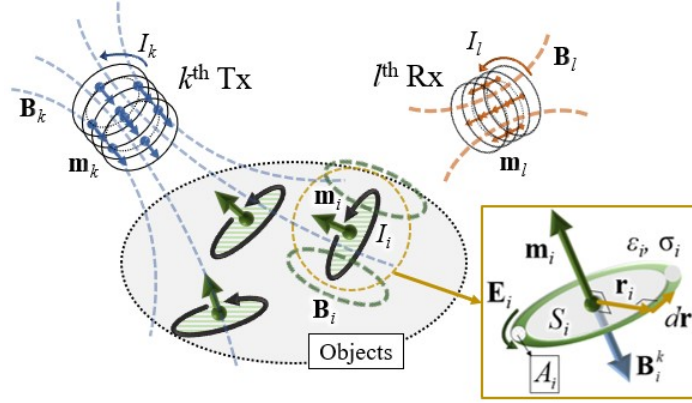 I_k
k^th Tx
B_k
m_k
I_l
l^th Rx
B_l
m_l
m_i
I_i
B_i
Objects
m_i
ε_i, σ_i
E_i
r_i
S_i
dr
A_i
B_i^k